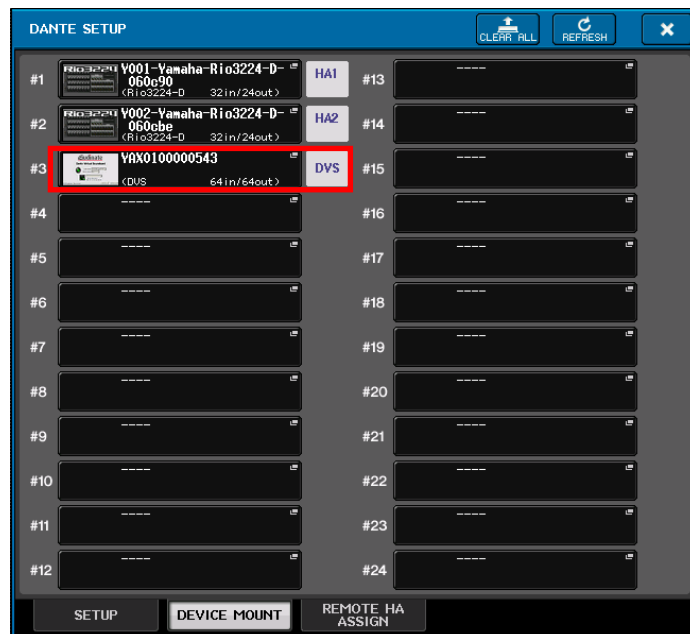 DANTE SETUP
CLEAR ALL
REFRESH
#1
Rio3224
Y001-Yamaha-Rio3224-D-
060c90
(Rio3224-D 32in/24out)
HA1
#2
Rio3224
Y002-Yamaha-Rio3224-D-
060cbe
(Rio3224-D 32in/24out)
HA2
#3
Audinate
YAX0100000543
(DVS 64in/64out)
DVS
#4
----
#5
----
#6
----
#7
----
#8
----
#9
----
#10
----
#11
----
#12
----
#13
----
#14
----
#15
----
#16
----
#17
----
#18
----
#19
----
#20
----
#21
----
#22
----
#23
----
#24
----
SETUP
DEVICE MOUNT
REMOTE HA
ASSIGN